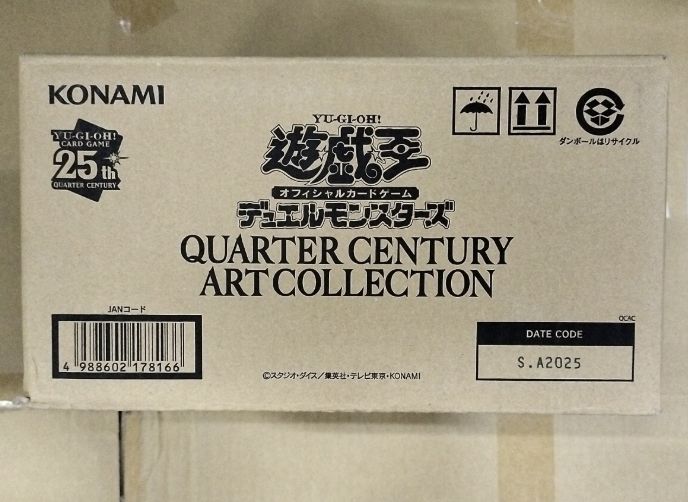 KONAMI
YU-GI-OH!
CARD GAME
25th
QUARTER CENTURY
YU-GI-OH!
遊戯王
オフィシャルカードゲーム
デュエルモンスターズ
QUARTER CENTURY
ART COLLECTION
ダンボールはリサイクル
JANコード
4 988602 178166
©スタジオ・ダイス/集英社・テレビ東京・KONAMI
QCAC
DATE CODE
S.A2025